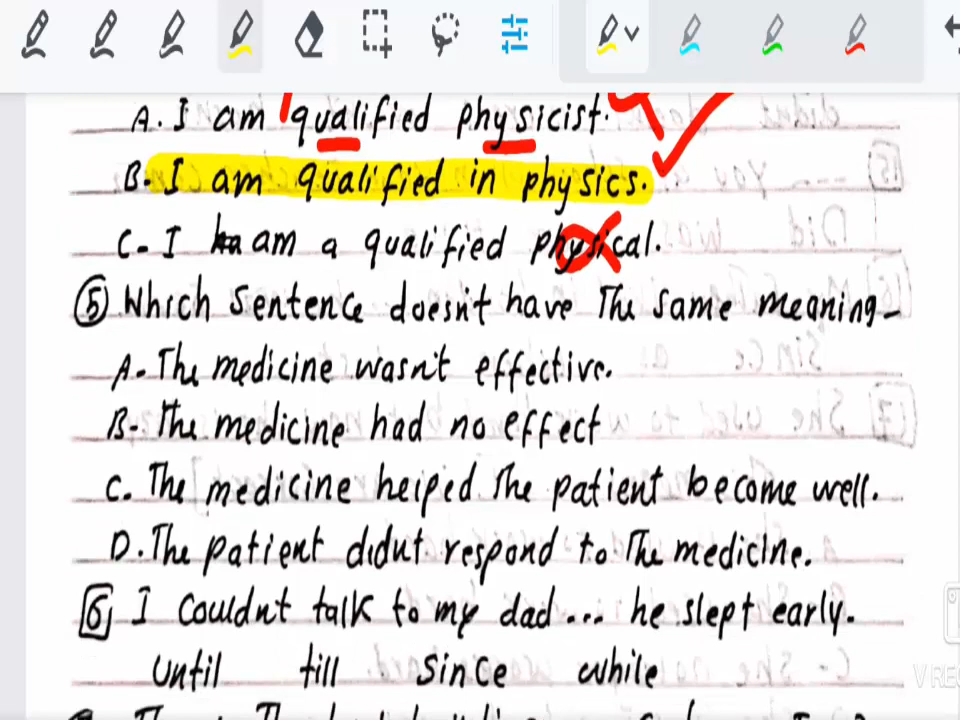 A. I am qualified physicist.
B- I am qualified in physics.
C- I am a qualified physical.
⑤ Which sentence doesn't have The same meaning-
A- The medicine wasn't effective.
B- The medicine had no effect
C. The medicine helped The patient become well.
D. The patient didnt respond to The medicine.
6 I Couldnt talk to my dad ... he slept early.
Until till Since while